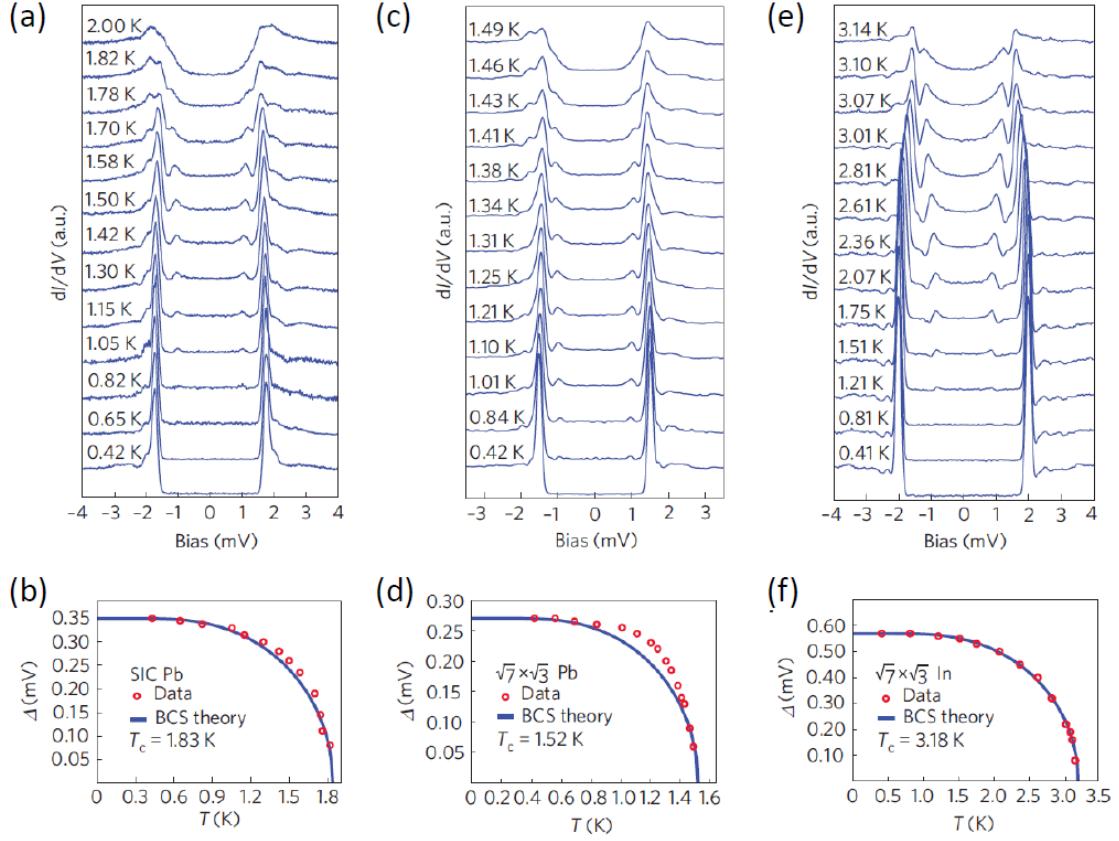 (a)
2.00 K
1.82 K
1.78 K
1.70 K
1.58 K
1.50 K
1.42 K
1.30 K
1.15 K
1.05 K
0.82 K
0.65 K
0.42 K
dI/dV (a.u.)
−4 −3 −2 −1 0 1 2 3 4
Bias (mV)
(c)
1.49 K
1.46 K
1.43 K
1.41 K
1.38 K
1.34 K
1.31 K
1.25 K
1.21 K
1.10 K
1.01 K
0.84 K
0.42 K
dI/dV (a.u.)
−3 −2 −1 0 1 2 3
Bias (mV)
(e)
3.14 K
3.10 K
3.07 K
3.01 K
2.81 K
2.61 K
2.36 K
2.07 K
1.75 K
1.51 K
1.21 K
0.81 K
0.41 K
dI/dV (a.u.)
−4 −3 −2 −1 0 1 2 3 4
Bias (mV)
(b)
0.35
0.30
0.25
0.20
0.15
0.10
0.05
Δ (mV)
SIC Pb
Data
BCS theory
Tc = 1.83 K
0 0.3 0.6 0.9 1.2 1.5 1.8
T (K)
(d)
0.30
0.25
0.20
0.15
0.10
0.05
Δ (mV)
√7×√3 Pb
Data
BCS theory
Tc = 1.52 K
0 0.2 0.4 0.6 0.8 1.0 1.2 1.4 1.6
T (K)
(f)
0.60
0.50
0.40
0.30
0.20
0.10
Δ (mV)
√7×√3 In
Data
BCS theory
Tc = 3.18 K
0 0.5 1.0 1.5 2.0 2.5 3.0 3.5
T (K)